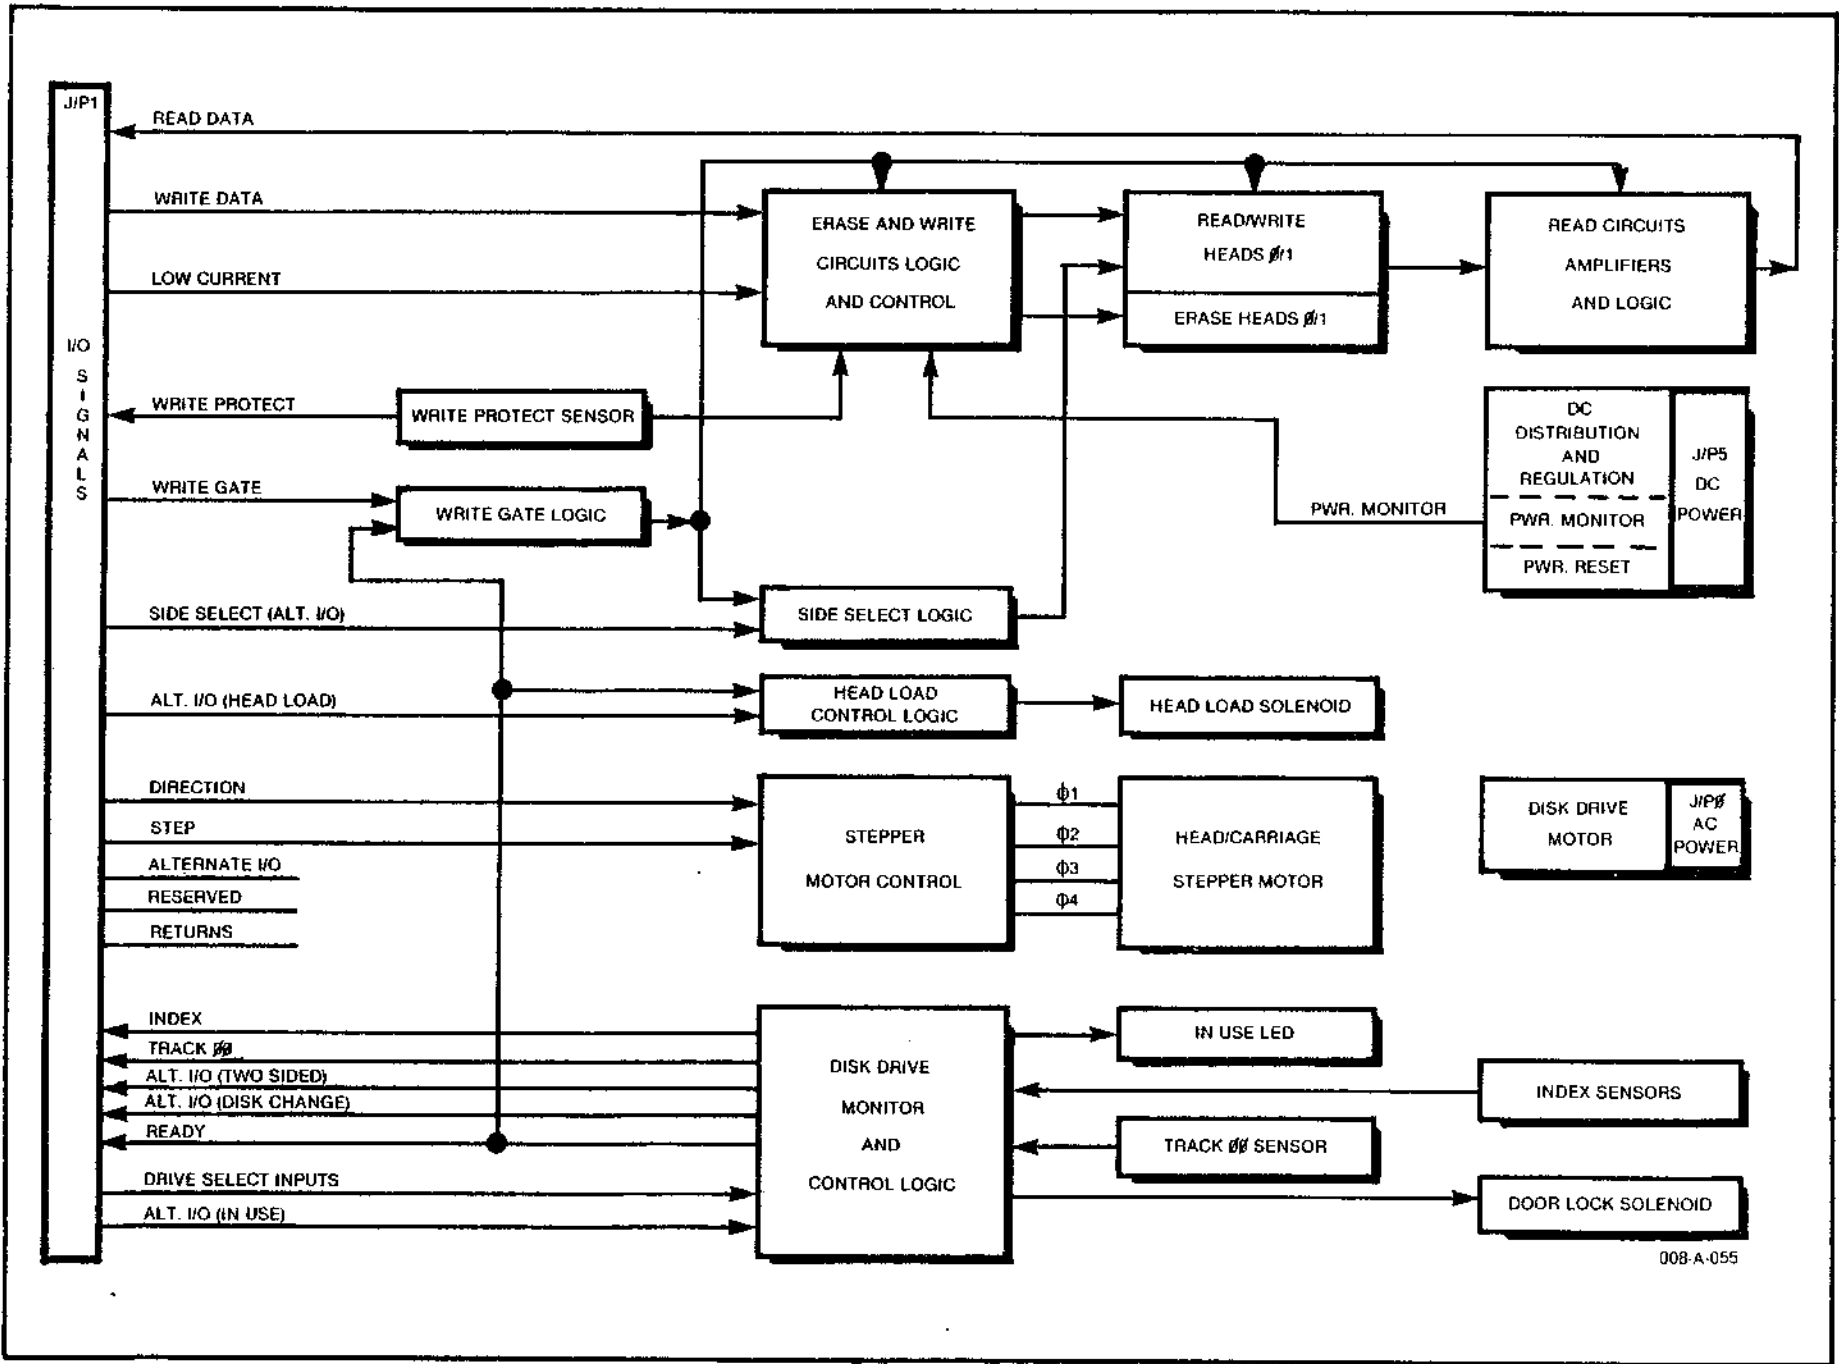 J/P1
I/O
SIGNALS
READ DATA
WRITE DATA
LOW CURRENT
WRITE PROTECT
WRITE GATE
SIDE SELECT (ALT. I/O)
ALT. I/O (HEAD LOAD)
DIRECTION
STEP
ALTERNATE I/O
RESERVED
RETURNS
INDEX
TRACK ØØ
ALT. I/O (TWO SIDED)
ALT. I/O (DISK CHANGE)
READY
DRIVE SELECT INPUTS
ALT. I/O (IN USE)
ERASE AND WRITE
CIRCUITS LOGIC
AND CONTROL
READ/WRITE
HEADS Ø/1
ERASE HEADS Ø/1
READ CIRCUITS
AMPLIFIERS
AND LOGIC
WRITE PROTECT SENSOR
WRITE GATE LOGIC
PWR. MONITOR
DC
DISTRIBUTION
AND
REGULATION
PWR. MONITOR
PWR. RESET
J/P5
DC
POWER
SIDE SELECT LOGIC
HEAD LOAD
CONTROL LOGIC
HEAD LOAD SOLENOID
STEPPER
MOTOR CONTROL
Φ1
Φ2
Φ3
Φ4
HEAD/CARRIAGE
STEPPER MOTOR
DISK DRIVE
MOTOR
J/PØ
AC
POWER
DISK DRIVE
MONITOR
AND
CONTROL LOGIC
IN USE LED
INDEX SENSORS
TRACK ØØ SENSOR
DOOR LOCK SOLENOID
008-A-055